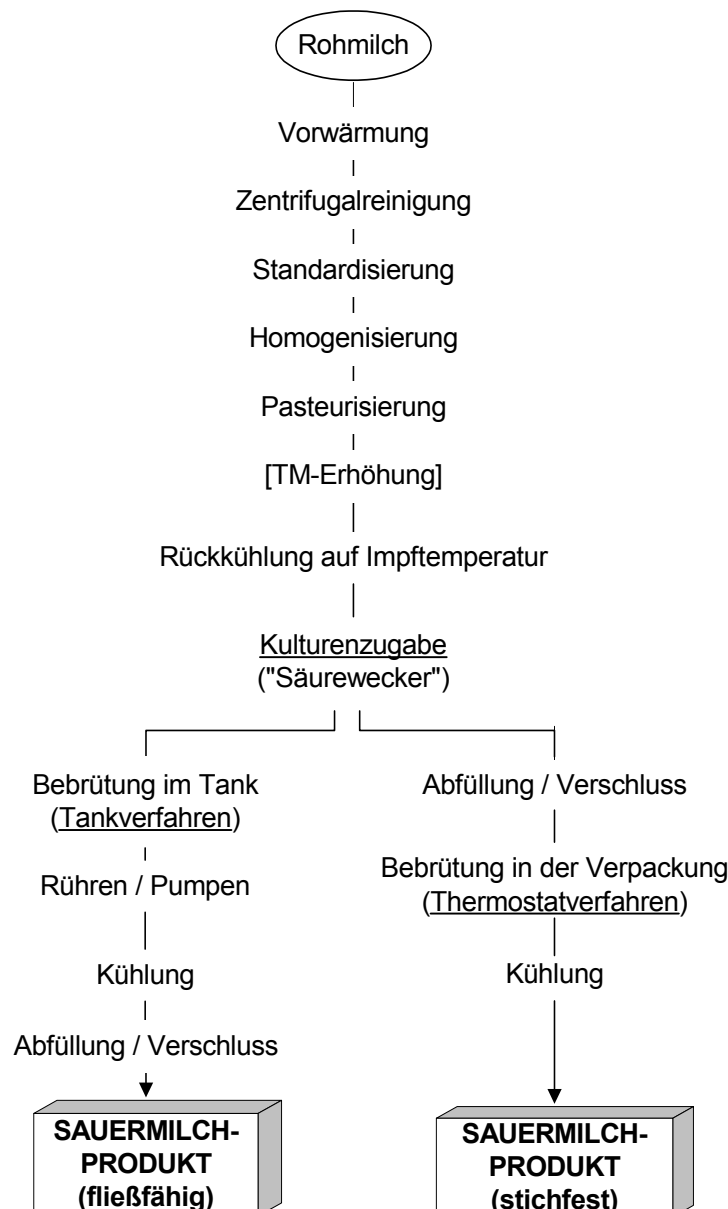 Rohmilch
Vorwärmung
Zentrifugalreinigung
Standardisierung
Homogenisierung
Pasteurisierung
[TM-Erhöhung]
Rückkühlung auf Impftemperatur
Kulturenzugabe
("Säurewecker")
Bebrütung im Tank
(Tankverfahren)
Rühren / Pumpen
Kühlung
Abfüllung / Verschluss
SAUERMILCH-
PRODUKT
(fließfähig)
Abfüllung / Verschluss
Bebrütung in der Verpackung
(Thermostatverfahren)
Kühlung
SAUERMILCH-
PRODUKT
(stichfest)